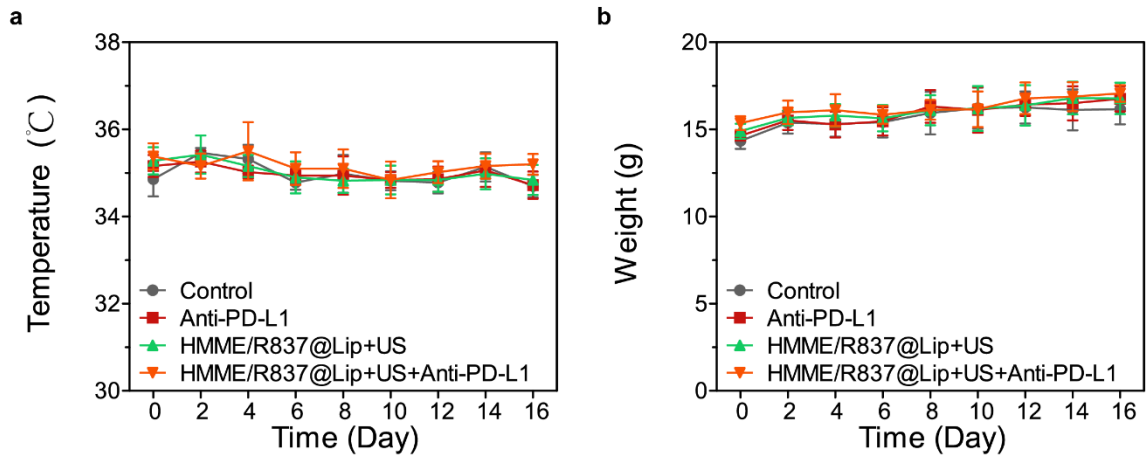 a
Temperature (℃)
38
36
34
32
30
Control
Anti-PD-L1
HMME/R837@Lip+US
HMME/R837@Lip+US+Anti-PD-L1
0 2 4 6 8 10 12 14 16
Time (Day)
b
Weight (g)
20
15
10
5
0
Control
Anti-PD-L1
HMME/R837@Lip+US
HMME/R837@Lip+US+Anti-PD-L1
0 2 4 6 8 10 12 14 16
Time (Day)